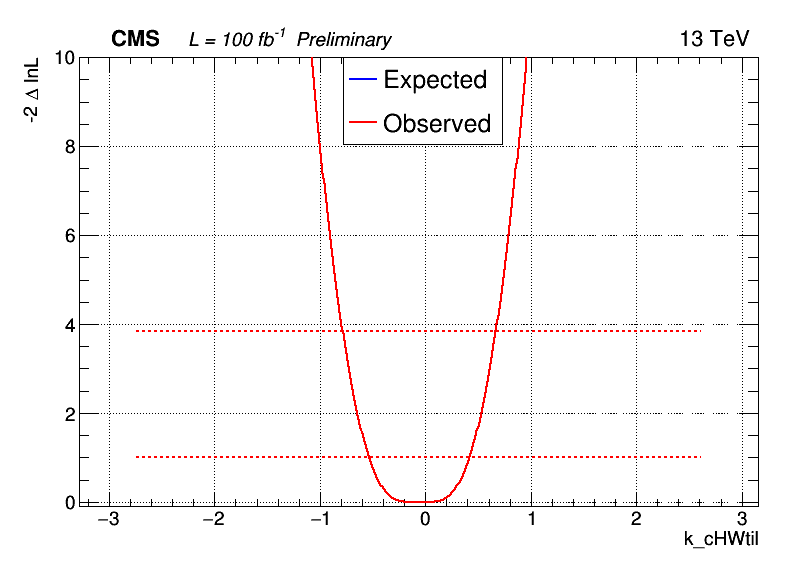 CMS L = 100 fb⁻¹ Preliminary 13 TeV
-2 Δ lnL
Expected
Observed
10
8
6
4
2
0
−3 −2 −1 0 1 2 3
k_cHWtil